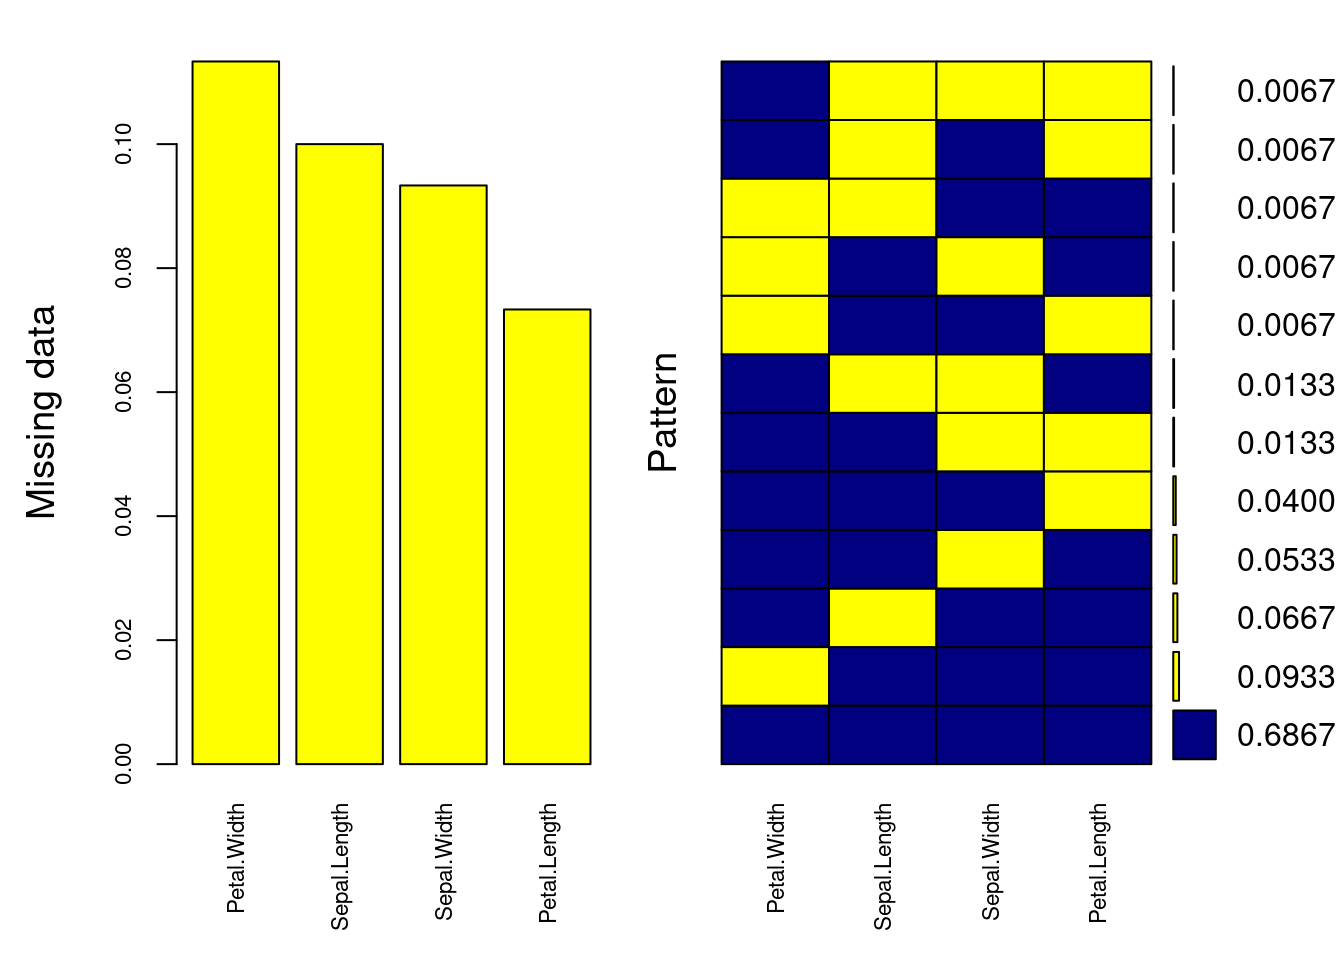 Missing data
0.00
0.02
0.04
0.06
0.08
0.10
Petal.Width
Sepal.Length
Sepal.Width
Petal.Length
Pattern
Petal.Width
Sepal.Length
Sepal.Width
Petal.Length
0.0067
0.0067
0.0067
0.0067
0.0067
0.0133
0.0133
0.0400
0.0533
0.0667
0.0933
0.6867